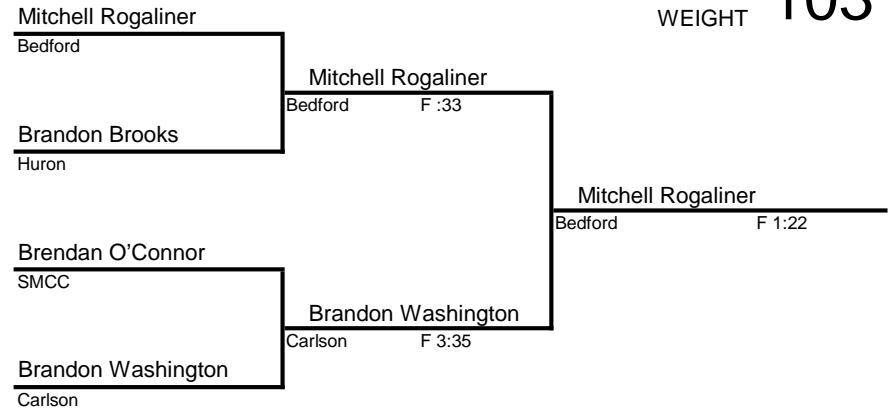 WEIGHT 103
Mitchell Rogaliner
Bedford
Mitchell Rogaliner
Bedford F :33
Brandon Brooks
Huron
Mitchell Rogaliner
Bedford F 1:22
Brendan O’Connor
SMCC
Brandon Washington
Carlson F 3:35
Brandon Washington
Carlson